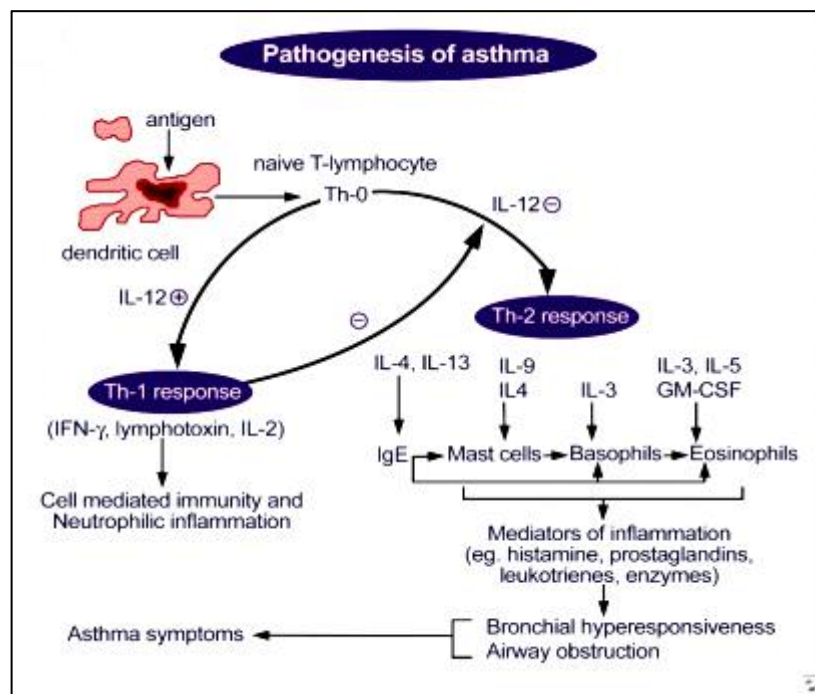 Pathogenesis of asthma
antigen
naive T-lymphocyte
Th-0
IL-12 ⊖
dendritic cell
IL-12 ⊕
⊖
Th-2 response
Th-1 response
(IFN-γ, lymphotoxin, IL-2)
IL-4, IL-13
IL-9
IL4
IL-3
IL-3, IL-5
GM-CSF
IgE
Mast cells
Basophils
Eosinophils
Cell mediated immunity and
Neutrophilic inflammation
Mediators of inflammation
(eg. histamine, prostaglandins,
leukotrienes, enzymes)
Asthma symptoms
Bronchial hyperesponsiveness
Airway obstruction